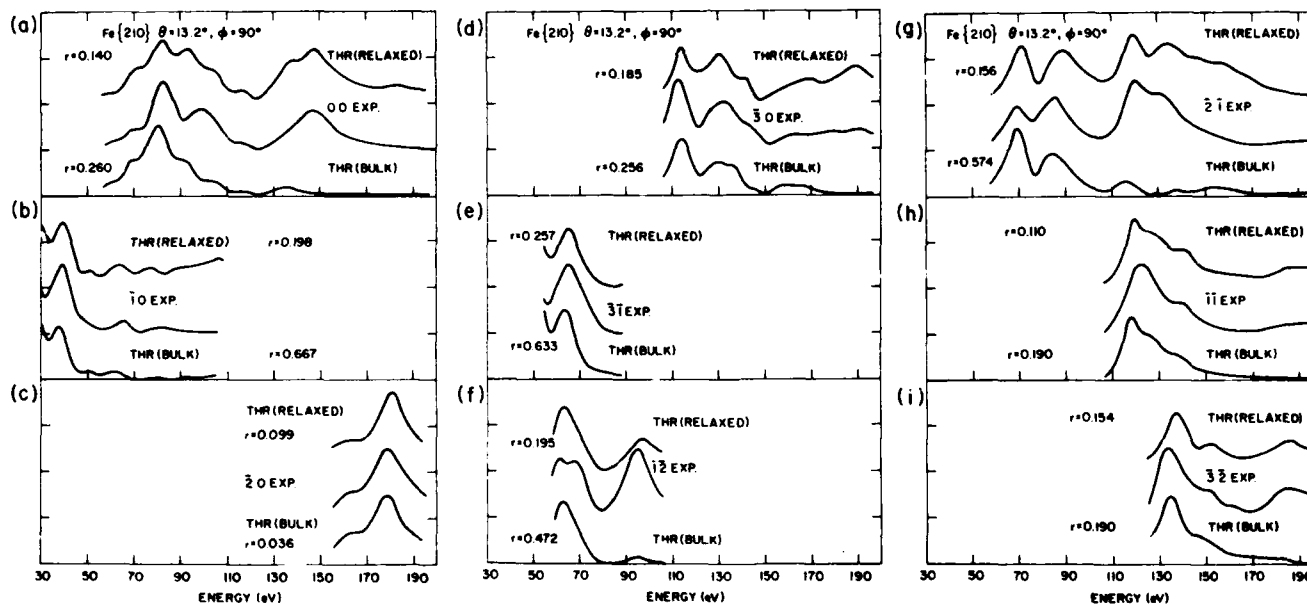 (a)
Fe{210} θ=13.2°, φ=90°
r=0.140
THR(RELAXED)
00 EXP.
r=0.260
THR(BULK)
(b)
THR(RELAXED) r=0.198
1̄0 EXP.
THR(BULK) r=0.667
(c)
THR(RELAXED)
r=0.099
2̄0 EXP.
THR(BULK)
r=0.036
30 50 70 90 110 150 190
ENERGY (eV)
(d)
Fe{210} θ=13.2°, φ=90°
THR(RELAXED)
r=0.185
3̄0 EXP.
r=0.256
THR(BULK)
(e)
r=0.257
THR(RELAXED)
3̄1̄ EXP.
r=0.633
THR(BULK)
(f)
THR(RELAXED)
r=0.195
1̄2̄ EXP.
r=0.472
THR(BULK)
30 50 70 90 110 130 150 170 190
ENERGY (eV)
(g)
Fe{210} θ=13.2°, φ=90°
THR(RELAXED)
r=0.156
2̄1̄ EXP.
r=0.574
THR(BULK)
(h)
r=0.110
THR(RELAXED)
1̄1̄ EXP.
r=0.190
THR(BULK)
(i)
r=0.154
THR(RELAXED)
3̄2̄ EXP.
r=0.190
THR(BULK)
30 50 70 90 110 130 150 170 190
ENERGY (eV)